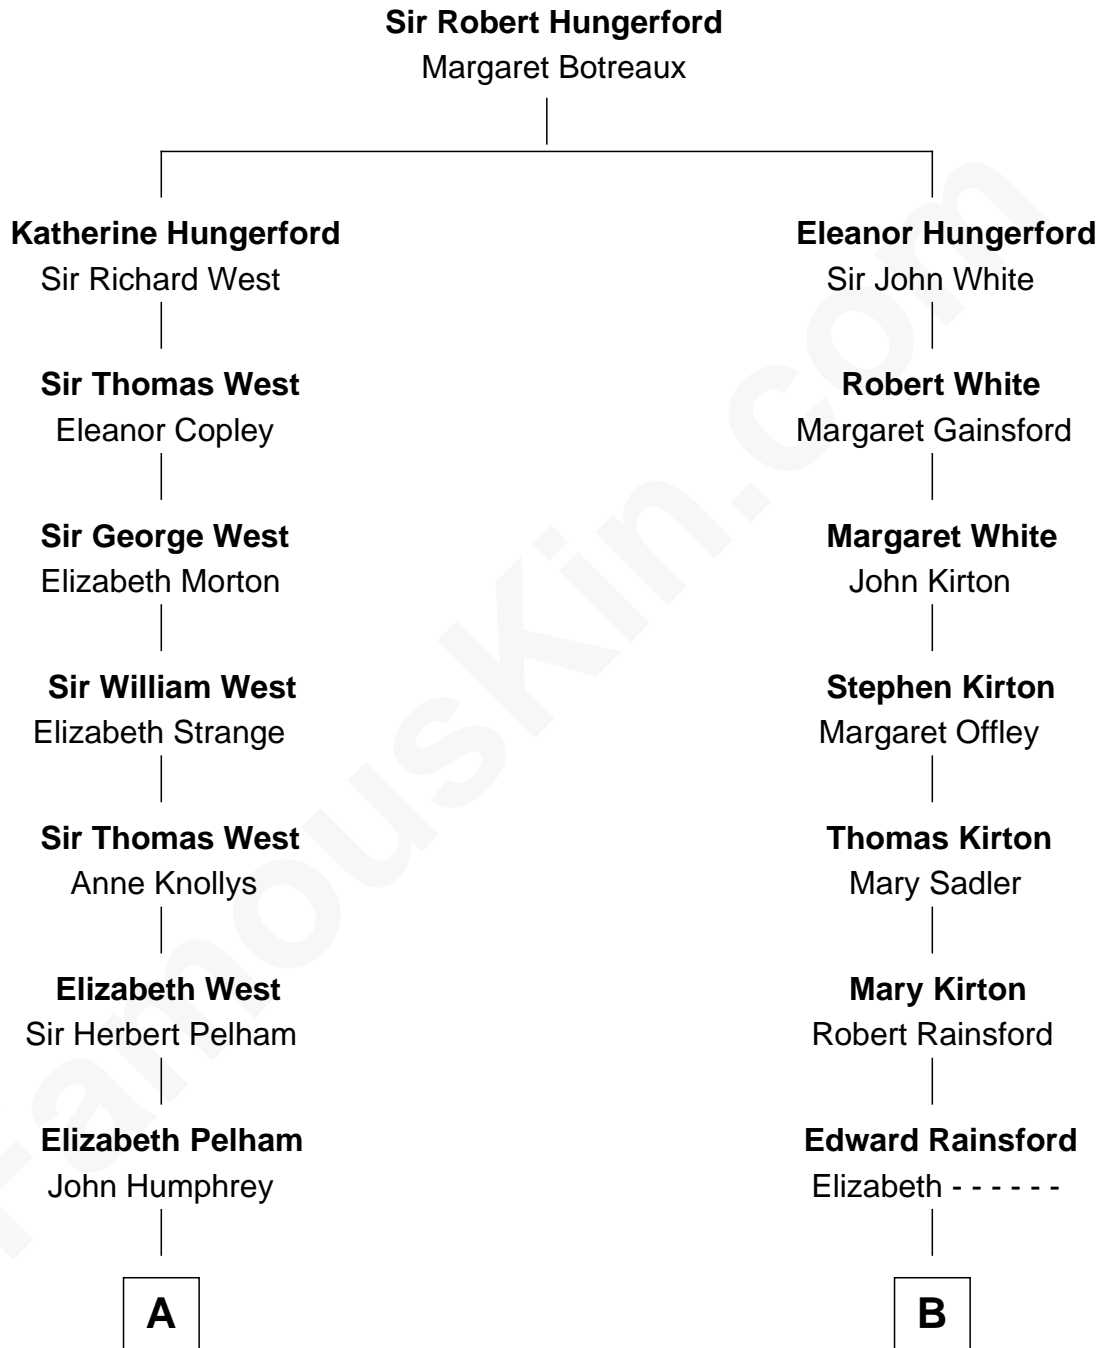 Sir Robert Hungerford
Margaret Botreaux
Katherine Hungerford
Sir Richard West
Eleanor Hungerford
Sir John White
Sir Thomas West
Eleanor Copley
Robert White
Margaret Gainsford
Sir George West
Elizabeth Morton
Margaret White
John Kirton
Sir William West
Elizabeth Strange
Stephen Kirton
Margaret Offley
Sir Thomas West
Anne Knollys
Thomas Kirton
Mary Sadler
Elizabeth West
Sir Herbert Pelham
Mary Kirton
Robert Rainsford
Elizabeth Pelham
John Humphrey
Edward Rainsford
Elizabeth - - - - - -
A
B
FamousKin.com